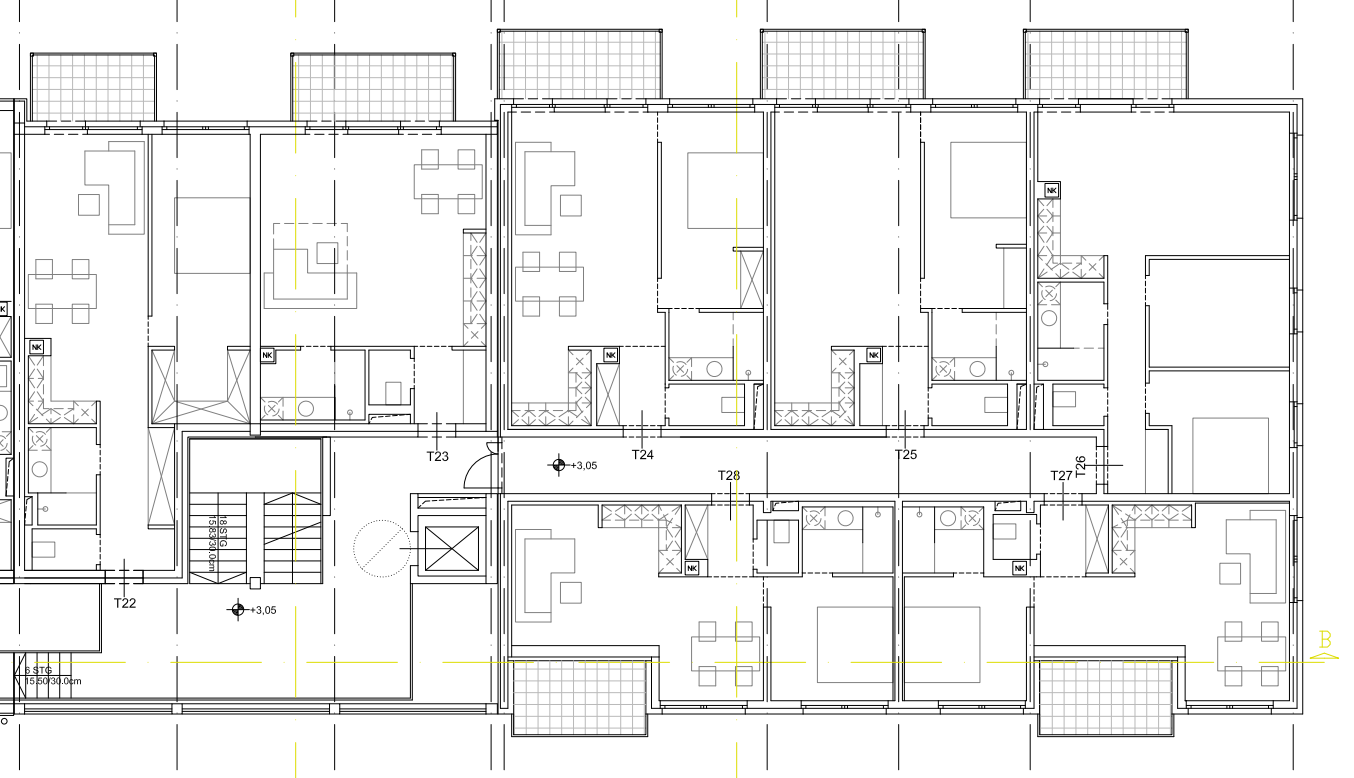 NK
NK
NK
NK
NK
NK
T23
T24
T25
T26
+3,05
T28
T27
18 STG
15.83/30.0cm
NK
NK
T22
+3,05
B
6 STG
15.50/30.0cm